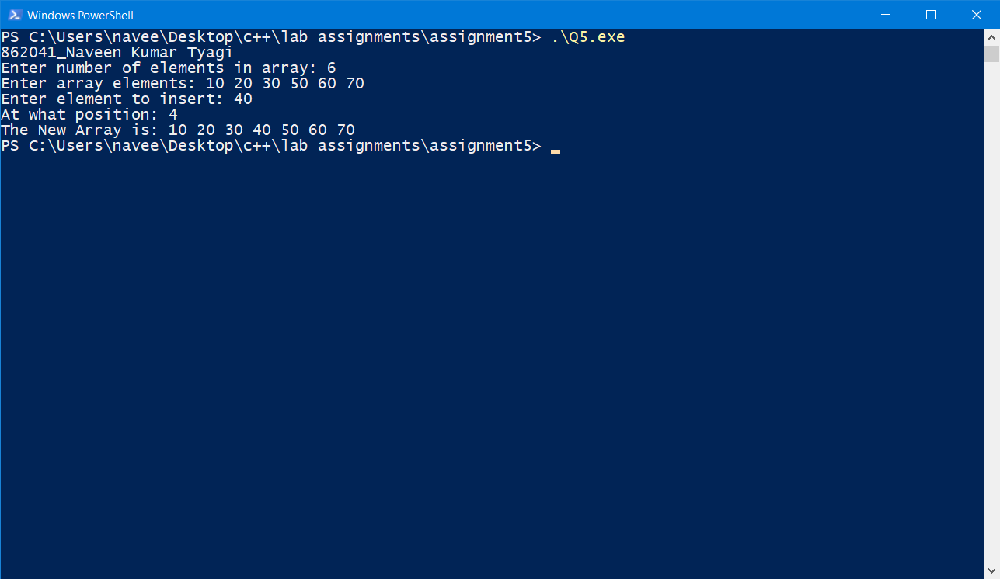 Windows PowerShell
PS C:\Users\navee\Desktop\c++\lab assignments\assignment5> .\Q5.exe
862041_Naveen Kumar Tyagi
Enter number of elements in array: 6
Enter array elements: 10 20 30 50 60 70
Enter element to insert: 40
At what position: 4
The New Array is: 10 20 30 40 50 60 70
PS C:\Users\navee\Desktop\c++\lab assignments\assignment5>